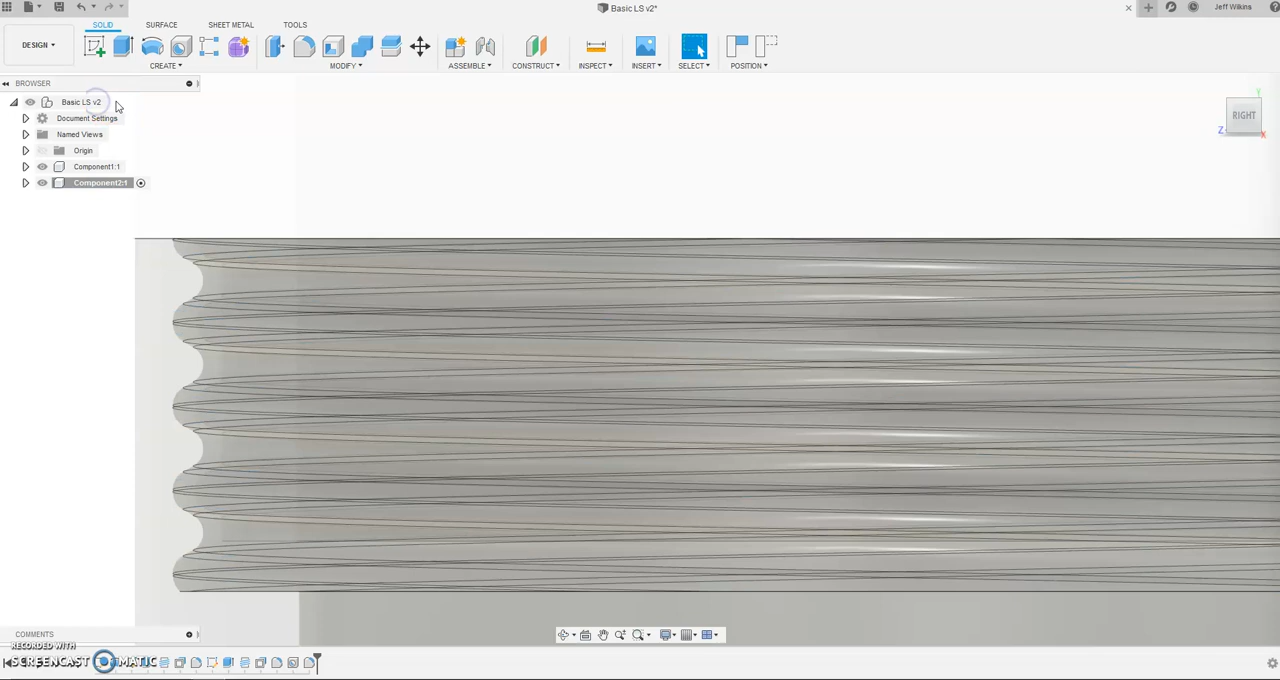 Basic LS v2*
Jeff Wilkins
SOLID
SURFACE
SHEET METAL
TOOLS
DESIGN
CREATE
MODIFY
ASSEMBLE
CONSTRUCT
INSPECT
INSERT
SELECT
POSITION
BROWSER
Basic LS v2
Document Settings
Named Views
Origin
Component1:1
Component2:1
Y
RIGHT
Z
X
COMMENTS
RECORDED WITH
SCREENCAST MATIC